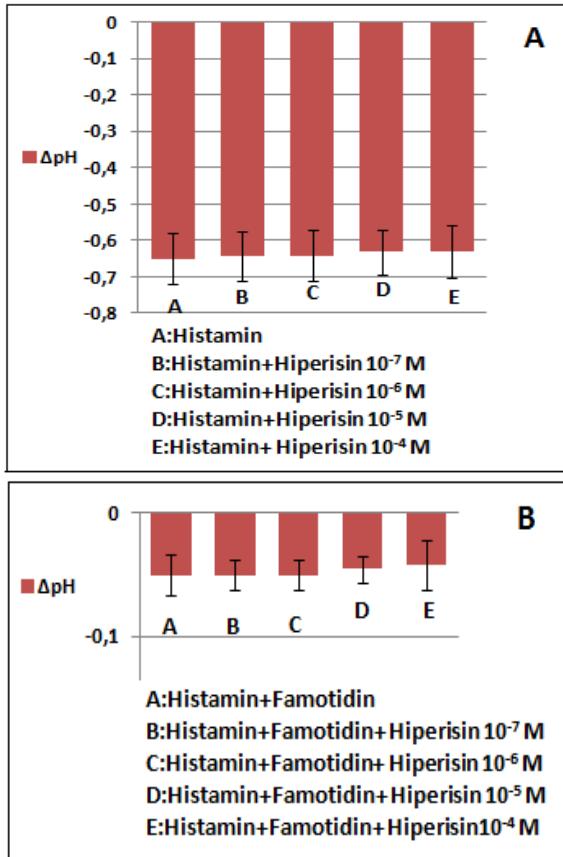 A
0
-0,1
-0,2
-0,3
-0,4
-0,5
-0,6
-0,7
-0,8
ΔpH
A B C D E
A:Histamin
B:Histamin+Hiperisin 10⁻⁷ M
C:Histamin+Hiperisin 10⁻⁶ M
D:Histamin+Hiperisin 10⁻⁵ M
E:Histamin+ Hiperisin 10⁻⁴ M
B
0
-0,1
ΔpH
A B C D E
A:Histamin+Famotidin
B:Histamin+Famotidin+ Hiperisin 10⁻⁷ M
C:Histamin+Famotidin+ Hiperisin 10⁻⁶ M
D:Histamin+Famotidin+ Hiperisin 10⁻⁵ M
E:Histamin+Famotidin+ Hiperisin10⁻⁴ M